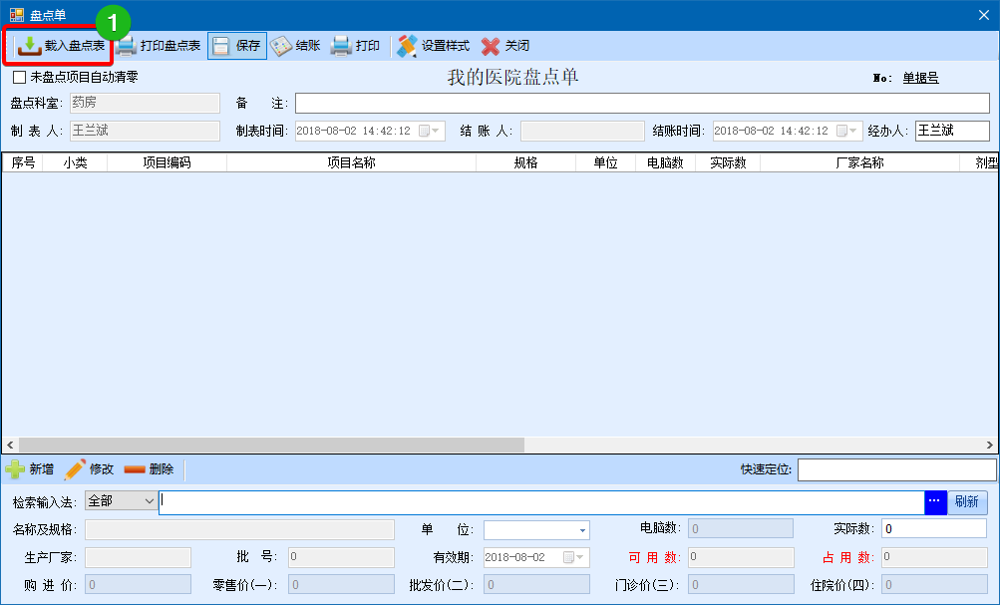 盘点单
1
载入盘点表 打印盘点表 保存 结账 打印 设置样式 关闭
未盘点项目自动清零 我的医院盘点单 No: 单据号
盘点科室: 药房 备 注:
制 表 人: 王兰斌 制表时间: 2018-08-02 14:42:12 结 账 人: 结账时间: 2018-08-02 14:42:12 经办人: 王兰斌
序号 小类 项目编码 项目名称 规格 单位 电脑数 实际数 厂家名称 剂型
新增 修改 删除 快速定位:
检索输入法: 全部 ... 刷新
名称及规格: 单 位: 电脑数: 0 实际数: 0
生产厂家: 批 号: 0 有效期: 2018-08-02 可 用 数: 0 占 用 数: 0
购 进 价: 0 零售价(一): 0 批发价(二): 0 门诊价(三): 0 住院价(四): 0